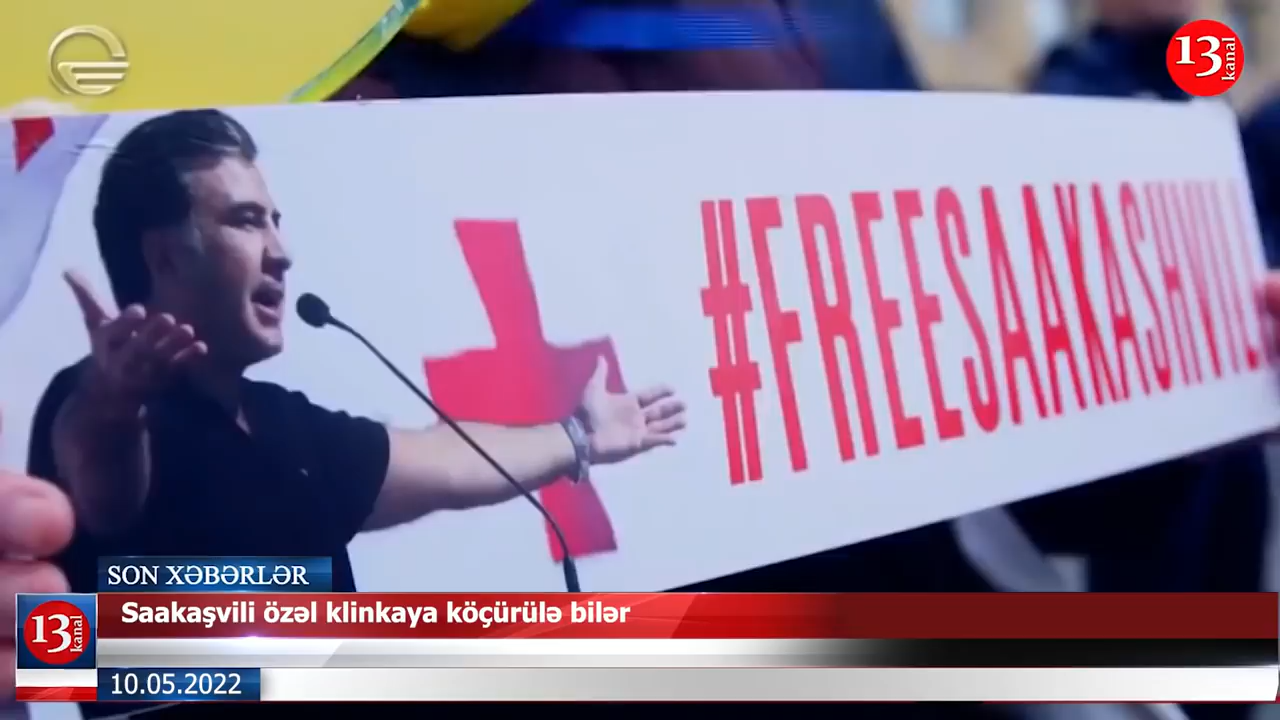 13 kanal
#FREESAAKASHVILI
SON XƏBƏRLƏR
13 kanal
Saakaşvili özəl klinkaya köçürülə bilər
10.05.2022